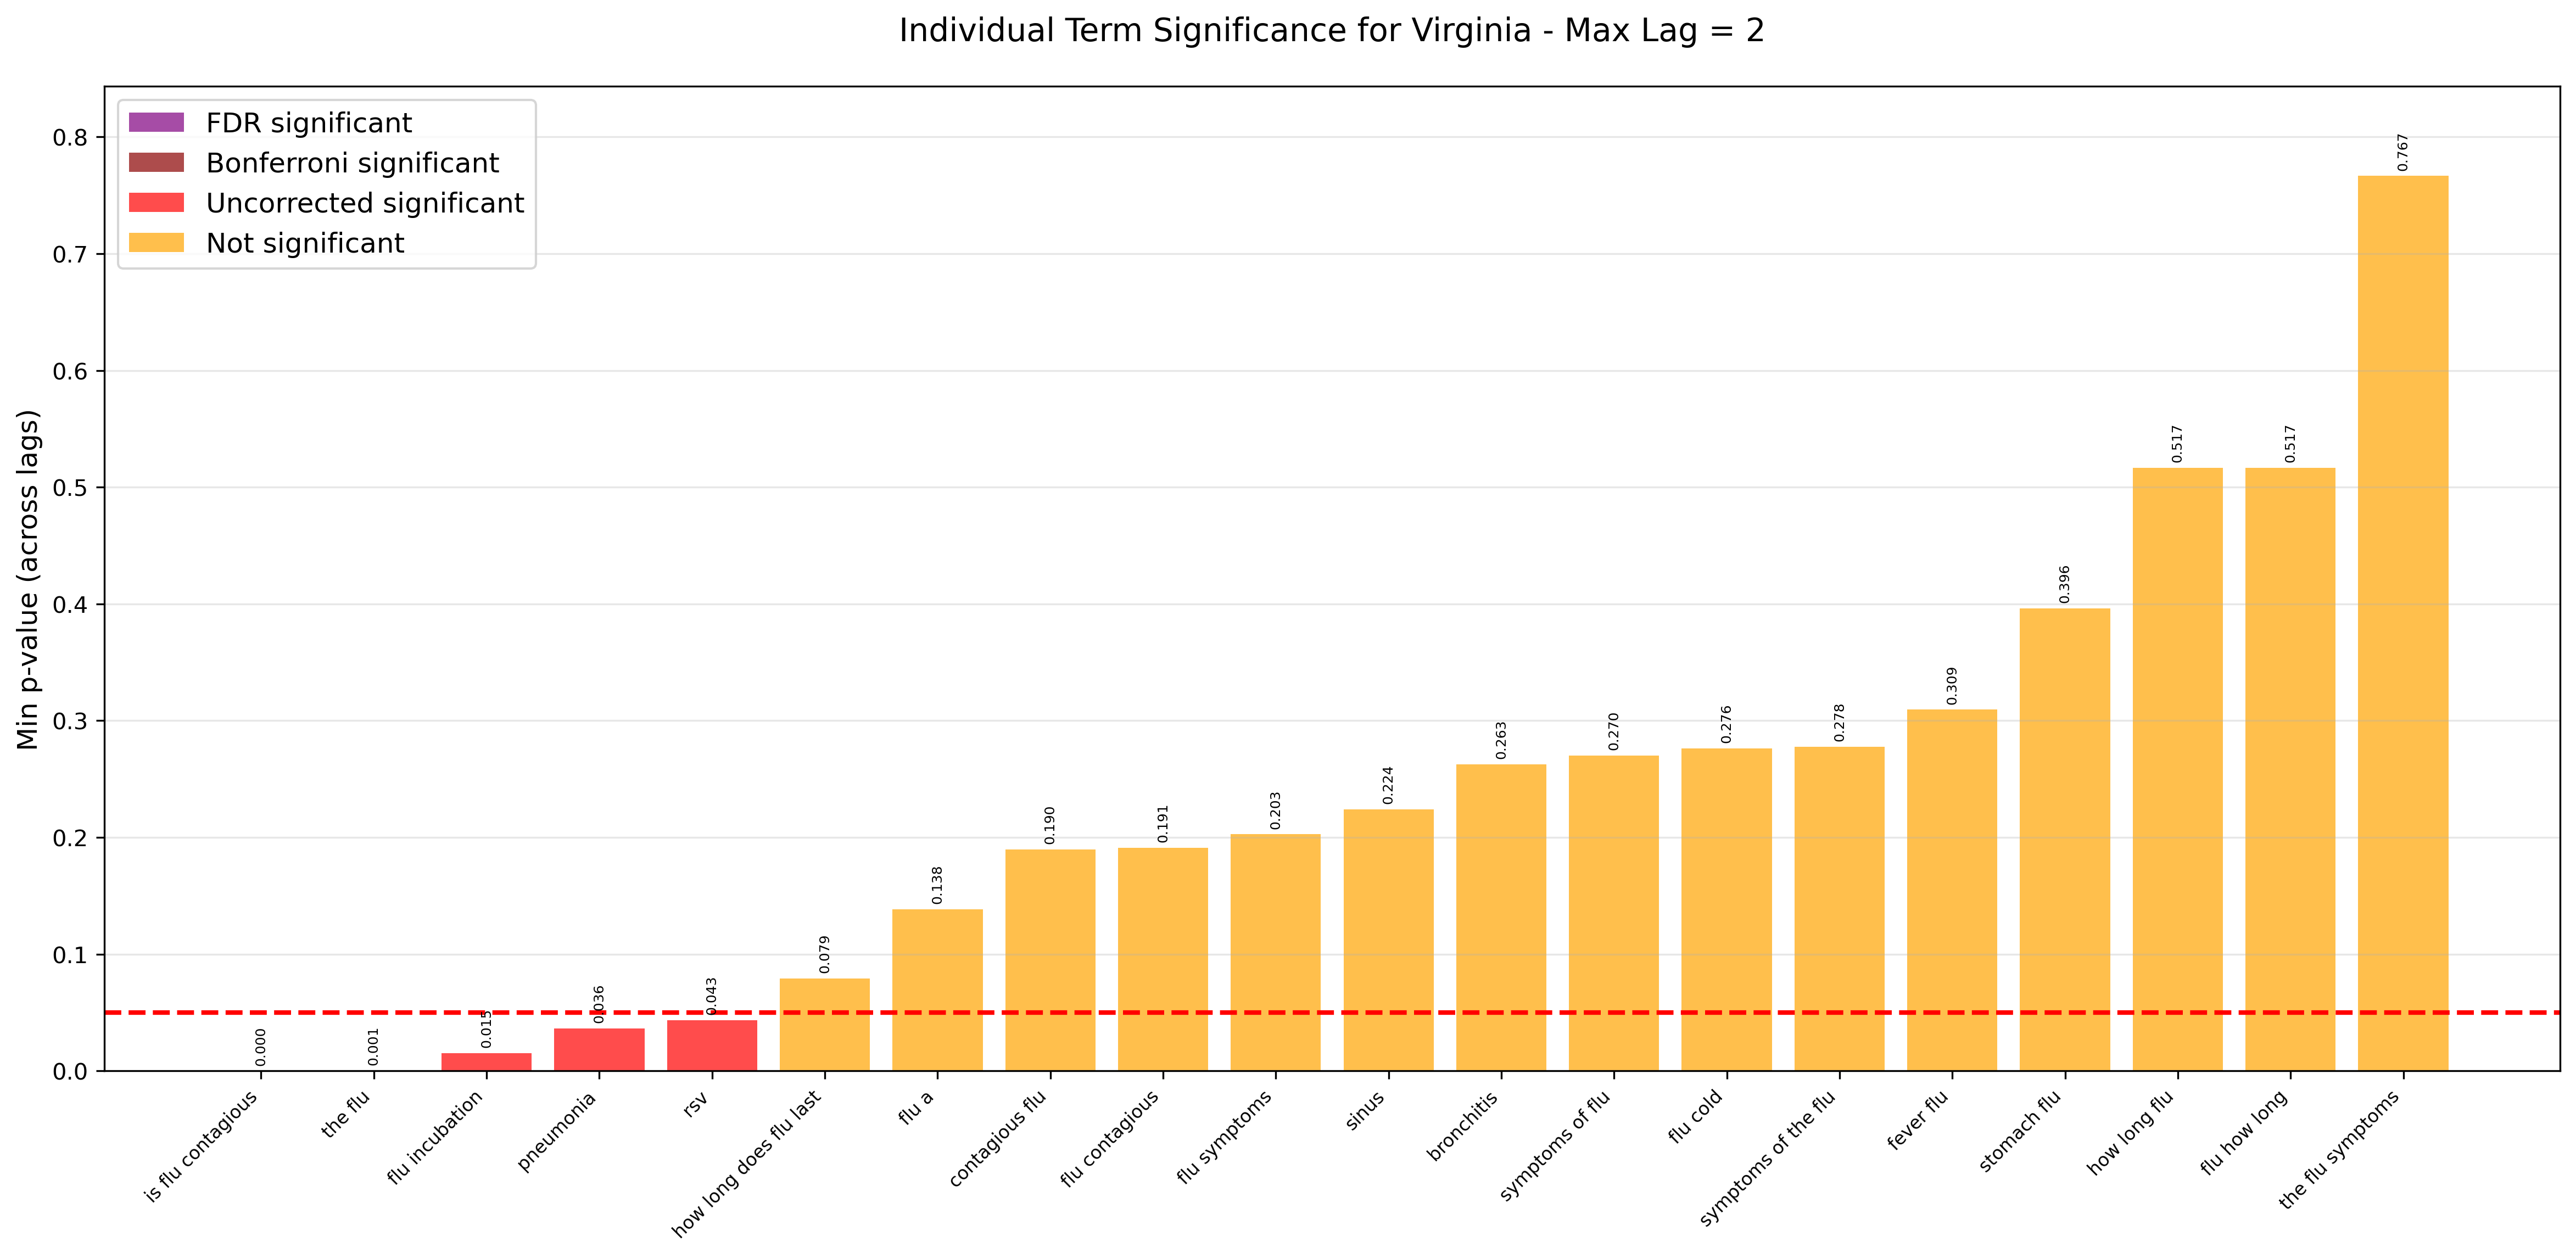 Individual Term Significance for Virginia - Max Lag = 2
FDR significant
Bonferroni significant
Uncorrected significant
Not significant
Min p-value (across lags)
0.8
0.7
0.6
0.5
0.4
0.3
0.2
0.1
0.0
0.000
0.001
0.015
0.036
0.043
0.079
0.138
0.190
0.191
0.203
0.224
0.263
0.270
0.276
0.278
0.309
0.396
0.517
0.517
0.767
is flu contagious
the flu
flu incubation
pneumonia
rsv
how long does flu last
flu a
contagious flu
flu contagious
flu symptoms
sinus
bronchitis
symptoms of flu
flu cold
symptoms of the flu
fever flu
stomach flu
how long flu
flu how long
the flu symptoms